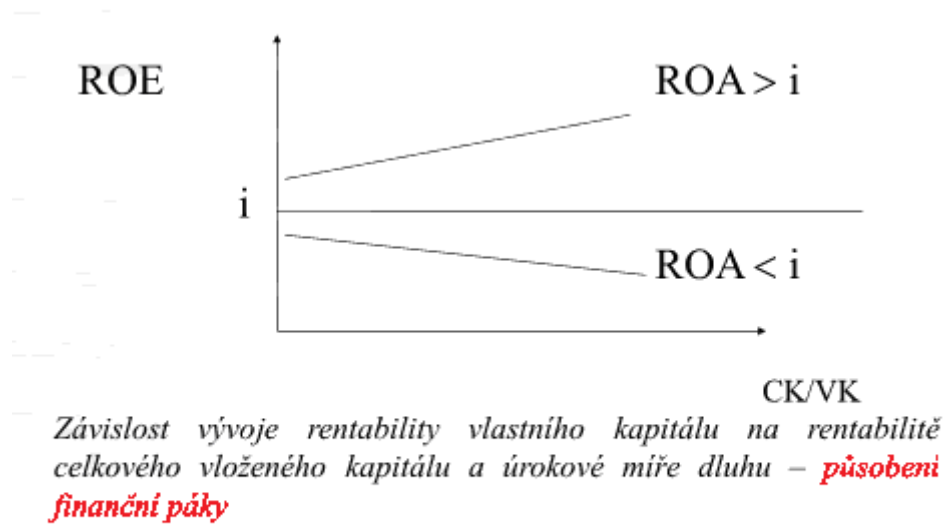 ROE
ROA > i
i
ROA < i
CK/VK
Závislost vývoje rentability vlastního kapitálu na rentabilitě
celkového vloženého kapitálu a úrokové míře dluhu – působení
finanční páky